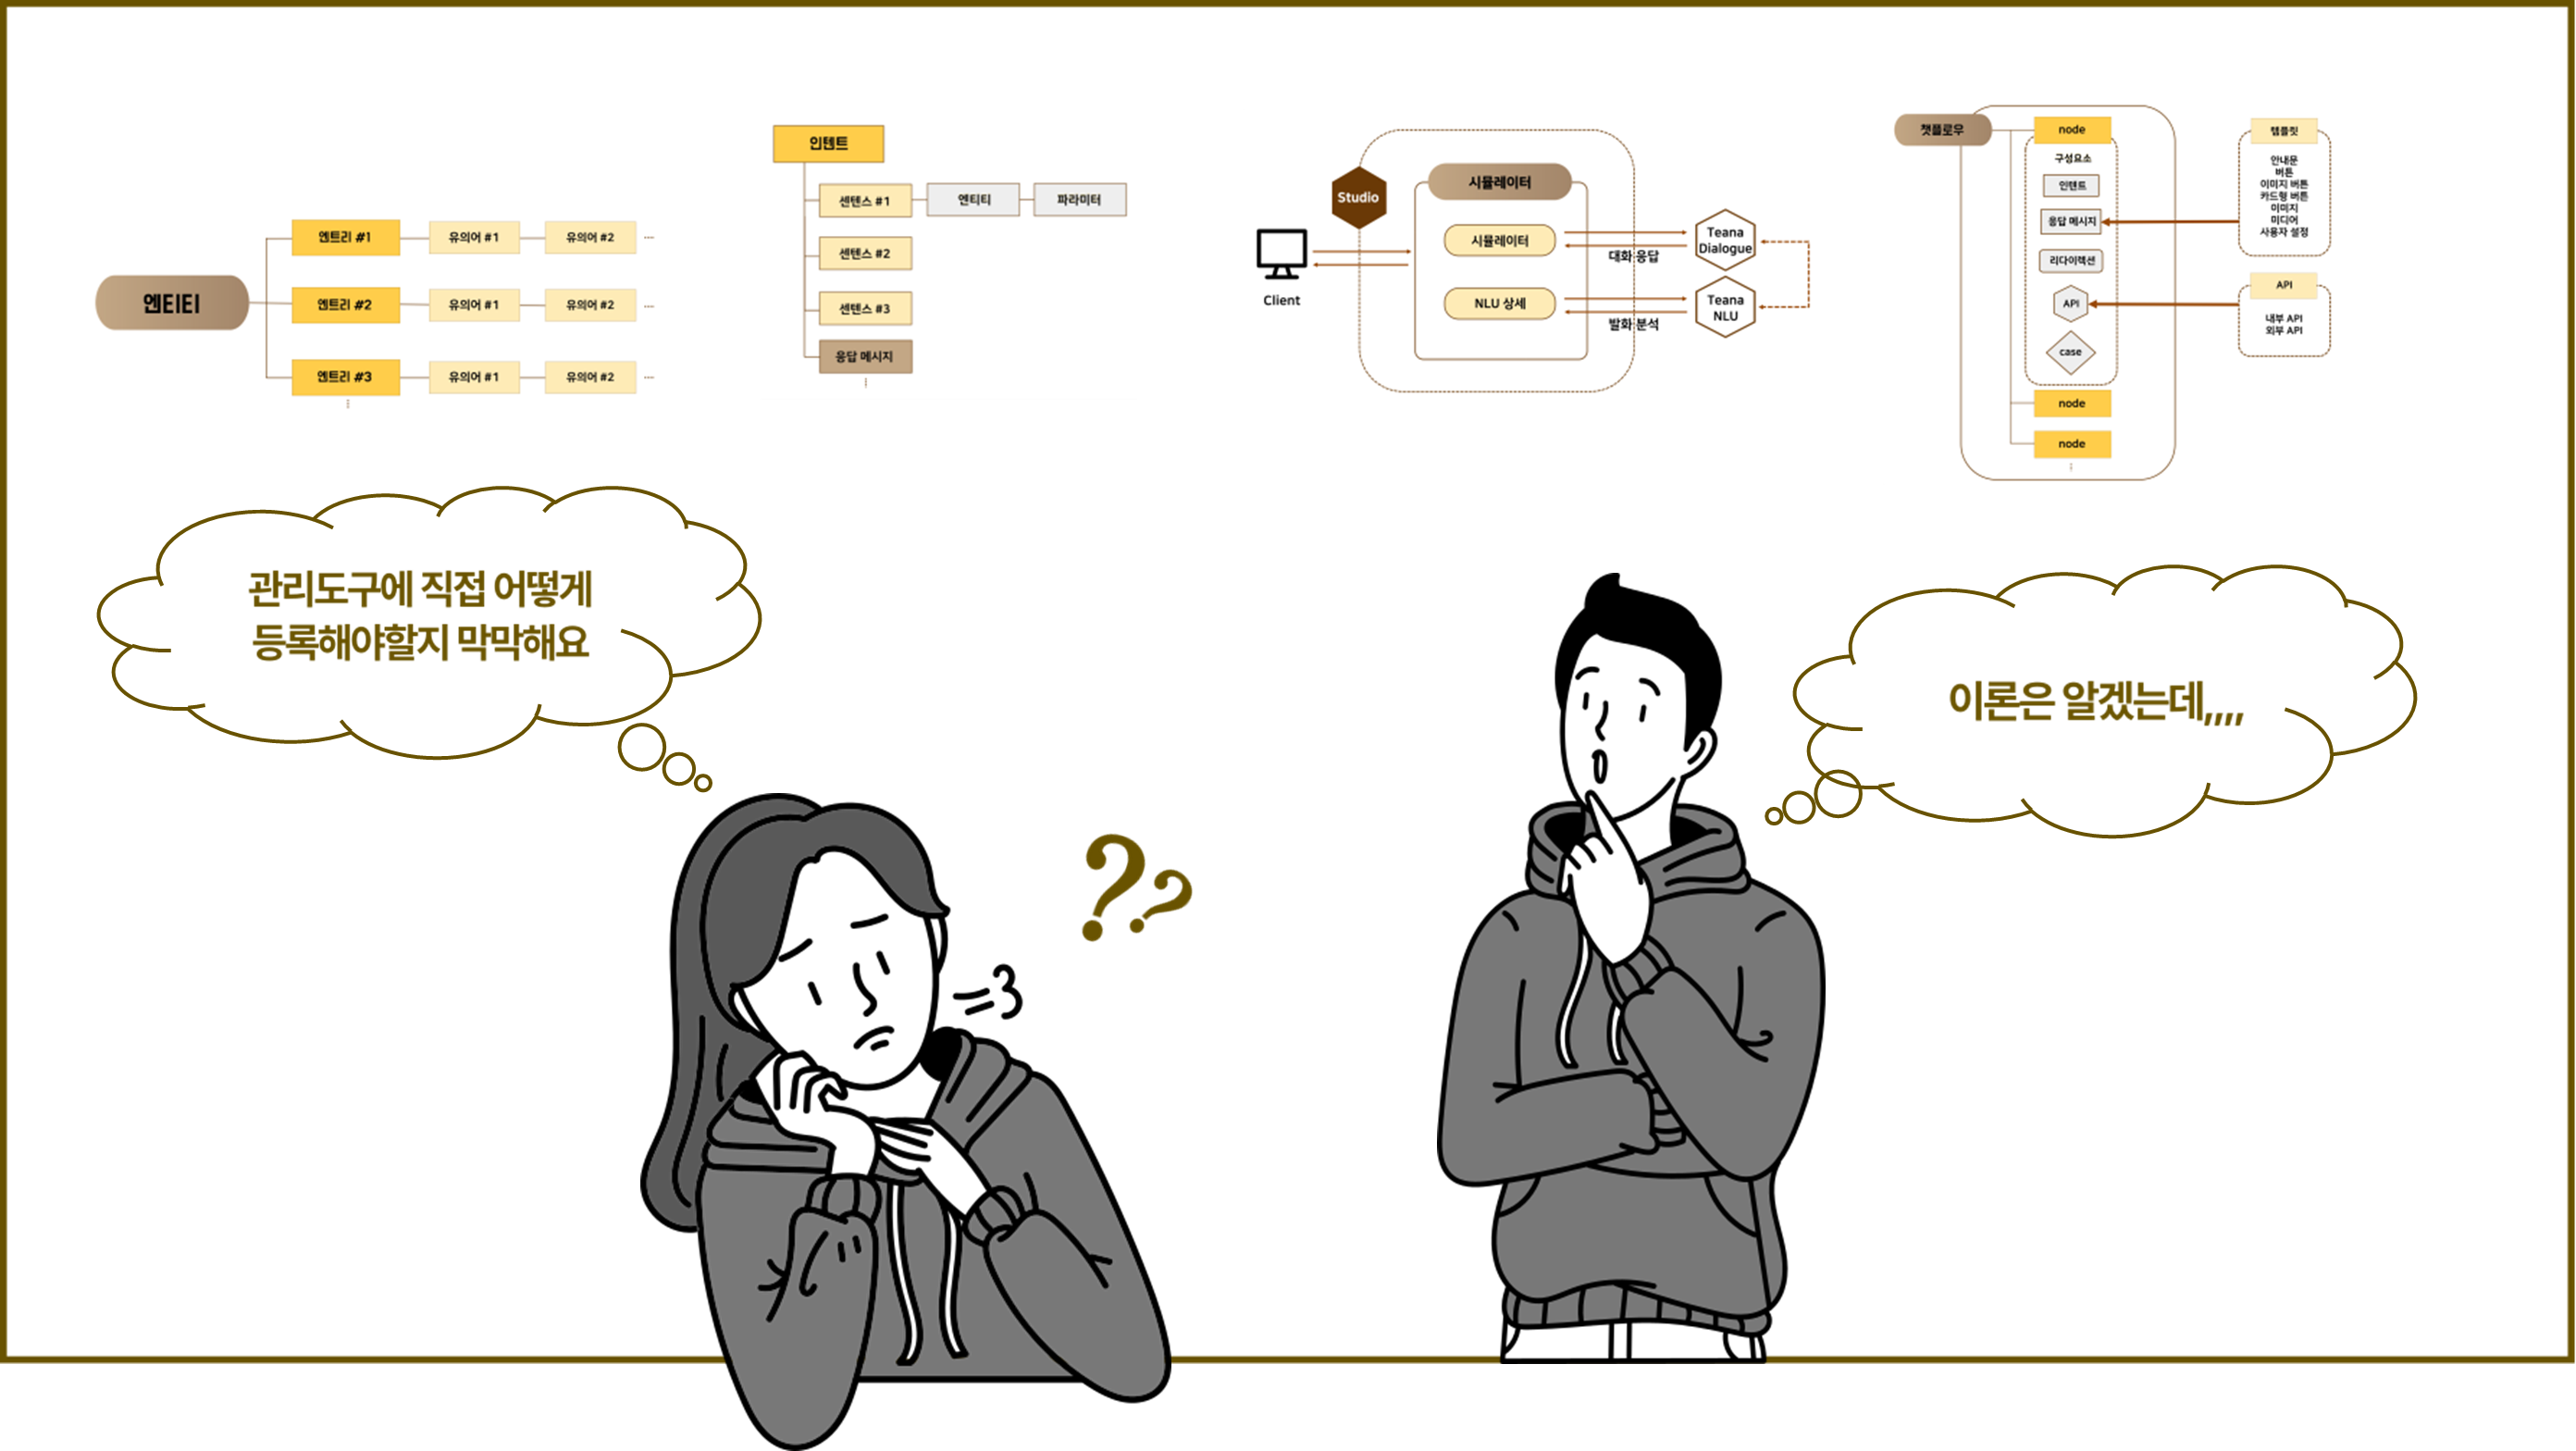 엔티티
엔트리 #1
유의어 #1
유의어 #2
엔트리 #2
유의어 #1
유의어 #2
엔트리 #3
유의어 #1
유의어 #2
인텐트
센텐스 #1
엔티티
파라미터
센텐스 #2
센텐스 #3
응답 메시지
Client
Studio
시뮬레이터
시뮬레이터
NLU 상세
대화 응답
발화 분석
Teana
Dialogue
Teana
NLU
챗플로우
node
구성요소
인텐트
응답 메시지
리다이렉션
API
case
node
node
템플릿
안내문
버튼
이미지 버튼
카드형 버튼
이미지
미디어
사용자 설정
API
내부 API
외부 API
관리도구에 직접 어떻게
등록해야할지 막막해요
이론은 알겠는데,,,,
??